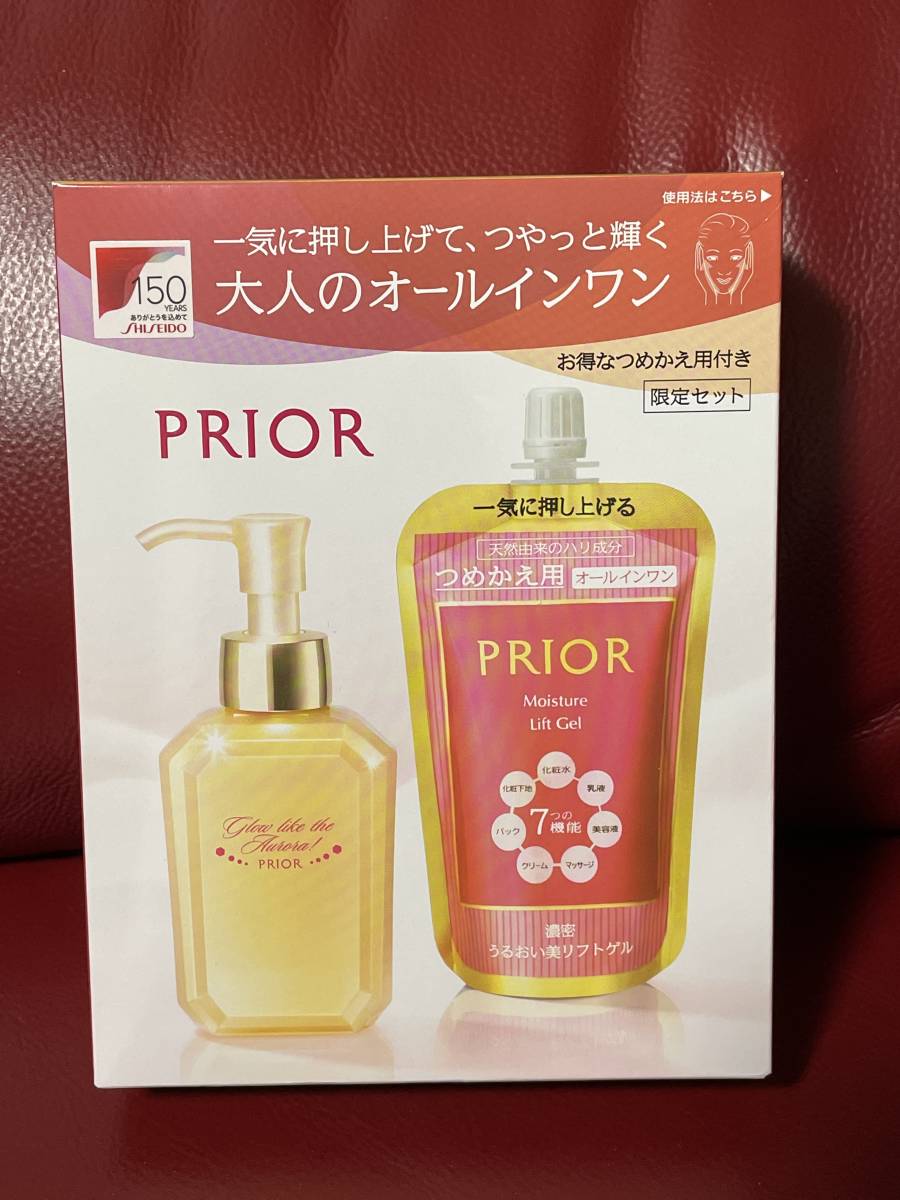 使用法はこちら▶
一気に押し上げて、つやっと輝く
大人のオールインワン
150
YEARS
ありがとうを込めて
SHISEIDO
お得なつめかえ用付き
限定セット
PRIOR
一気に押し上げる
天然由来のハリ成分
つめかえ用 オールインワン
PRIOR
Moisture
Lift Gel
化粧水
乳液
美容液
マッサージ
クリーム
パック
化粧下地
7つの機能
濃密
うるおい美リフトゲル
Glow like the
Aurora!
PRIOR